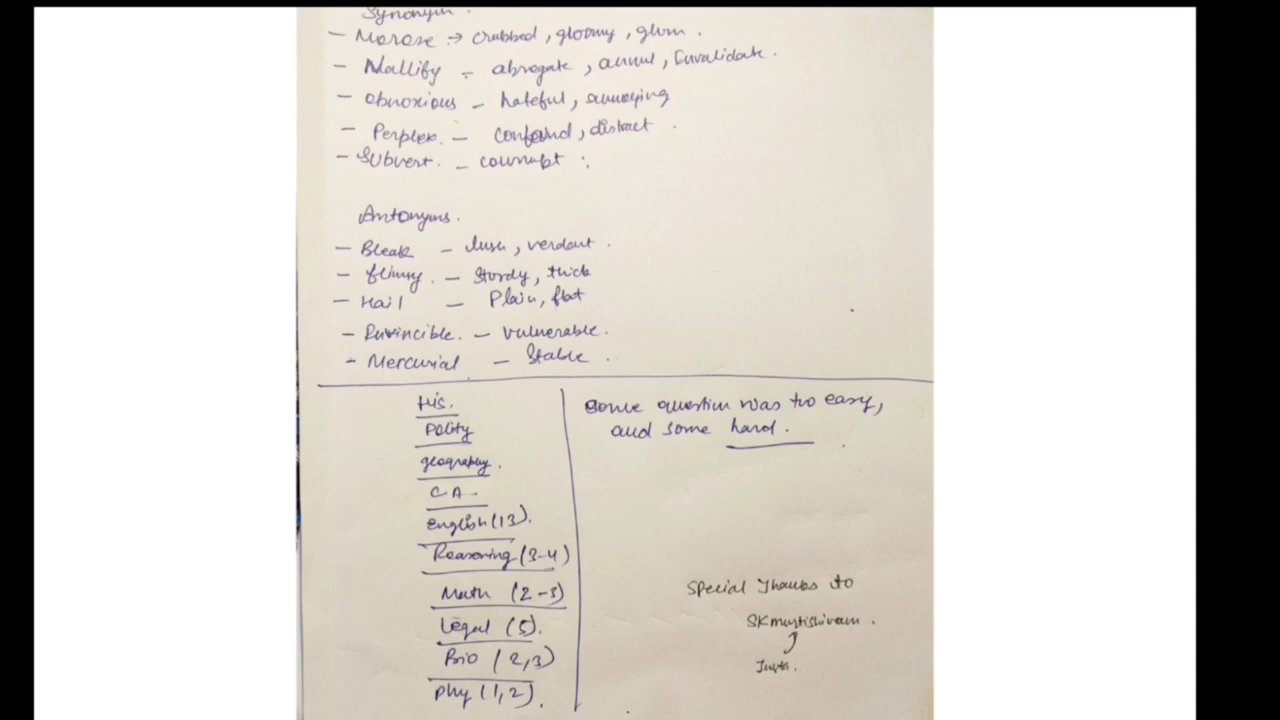 Synonym.
- Morose → crabbed, gloomy, glum.
- Nallify - abrogate, annul, Invalidate.
- obnoxious - hateful, annoying
- Perplex. - confound, distract.
- Subvert. - courrupt :
Antonyms.
- Bleak - lush, verdant.
- flimsy. - Sturdy, thick
- Hail - Plain, flat
- Invincible. - vulnerable.
- Mercurial - Stable.
His.
Polity
geography.
C.A.
English (13).
Reasoning (3-4)
Math (2-3)
Legal (5).
Bio (2,3)
Phy (1,2).
some question was too easy,
and some hard.
Special Thanks to
SKmurtishivam.